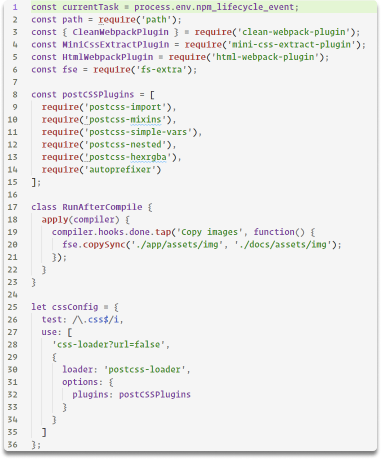 1 const currentTask = process.env.npm_lifecycle_event;
2 const path = require('path');
3 const { CleanWebpackPlugin } = require('clean-webpack-plugin');
4 const MiniCssExtractPlugin = require('mini-css-extract-plugin');
5 const HtmlWebpackPlugin = require('html-webpack-plugin');
6 const fse = require('fs-extra');
7
8 const postCSSPlugins = [
9   require('postcss-import'),
10   require('postcss-mixins'),
11   require('postcss-simple-vars'),
12   require('postcss-nested'),
13   require('postcss-hexrgba'),
14   require('autoprefixer')
15 ];
16
17 class RunAfterCompile {
18   apply(compiler) {
19     compiler.hooks.done.tap('Copy images', function() {
20       fse.copySync('./app/assets/img', './docs/assets/img');
21     });
22   }
23 }
24
25 let cssConfig = {
26   test: /\.css$/i,
27   use: [
28     'css-loader?url=false',
29     {
30       loader: 'postcss-loader',
31       options: {
32         plugins: postCSSPlugins
33       }
34     }
35   ]
36 };